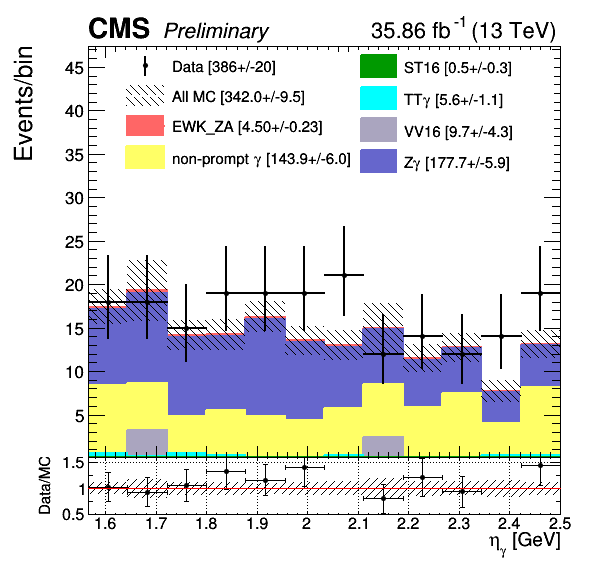 CMS Preliminary 35.86 fb⁻¹ (13 TeV)
Events/bin
Data [386+/-20]
All MC [342.0+/-9.5]
EWK_ZA [4.50+/-0.23]
non-prompt γ [143.9+/-6.0]
ST16 [0.5+/-0.3]
TTγ [5.6+/-1.1]
VV16 [9.7+/-4.3]
Zγ [177.7+/-5.9]
45
40
35
30
25
20
15
10
5
Data/MC
1.5
1
0.5
1.6 1.7 1.8 1.9 2 2.1 2.2 2.3 2.4 2.5
ηγ [GeV]